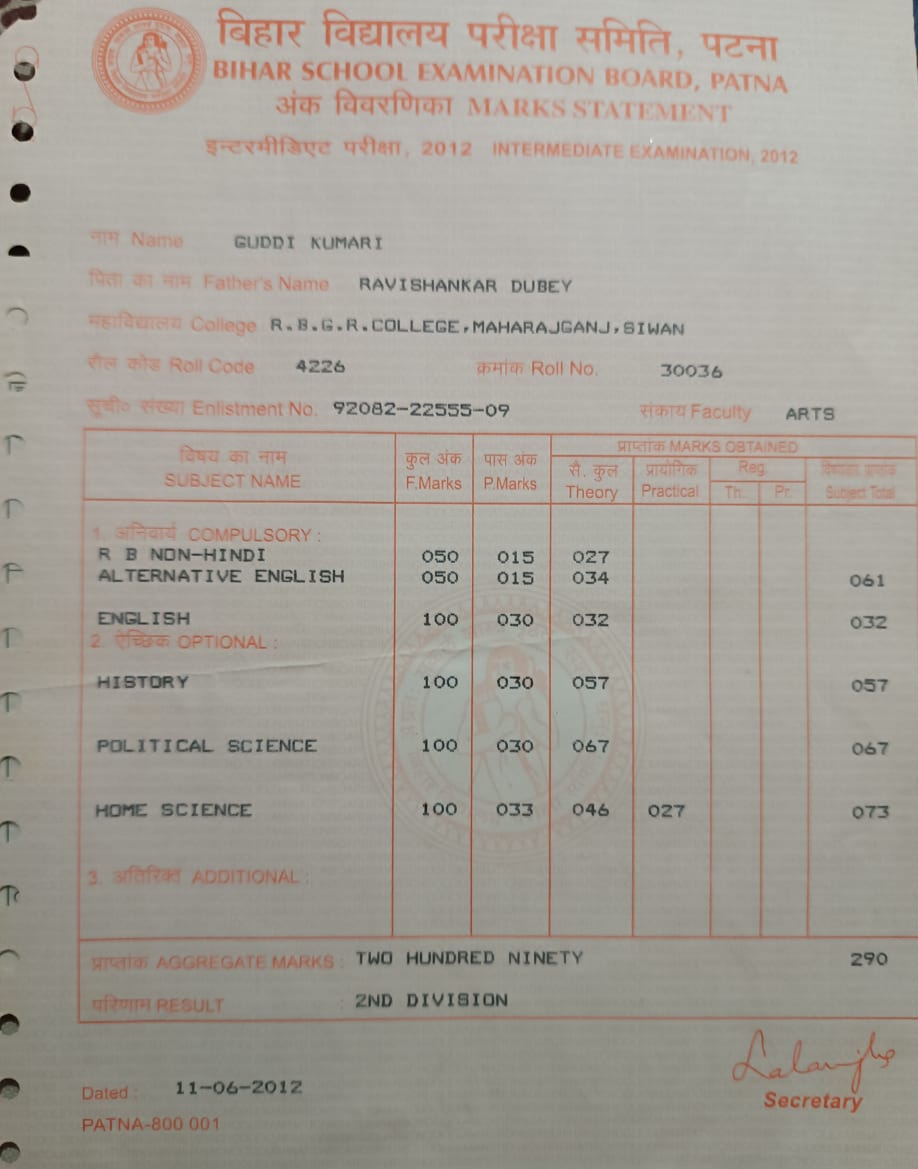 बिहार विद्यालय परीक्षा समिति, पटना
BIHAR SCHOOL EXAMINATION BOARD, PATNA
अंक विवरणिका MARKS STATEMENT
इन्टरमीडिएट परीक्षा, 2012 INTERMEDIATE EXAMINATION, 2012
नाम Name GUDDI KUMARI
पिता का नाम Father's Name RAVISHANKAR DUBEY
महाविद्यालय College R.B.G.R.COLLEGE,MAHARAJGANJ,SIWAN
रौल कोड Roll Code 4226 क्रमांक Roll No. 30036
सूची० संख्या Enlistment No. 92082-22555-09 संकाय Faculty ARTS
विषय का नाम कुल अंक पास अंक प्राप्तांक MARKS OBTAINED
SUBJECT NAME F.Marks P.Marks सै. कुल प्रायोगिक Reg.
Theory Practical Th. Pr. Subject Total
1. अनिवार्य COMPULSORY :
R B NON-HINDI 050 015 027
ALTERNATIVE ENGLISH 050 015 034 061
ENGLISH 100 030 032 032
2. ऐच्छिक OPTIONAL :
HISTORY 100 030 057 057
POLITICAL SCIENCE 100 030 067 067
HOME SCIENCE 100 033 046 027 073
3. अतिरिक्त ADDITIONAL :
प्राप्तांक AGGREGATE MARKS : TWO HUNDRED NINETY 290
परिणाम RESULT : 2ND DIVISION
Dated : 11-06-2012
Secretary
PATNA-800 001